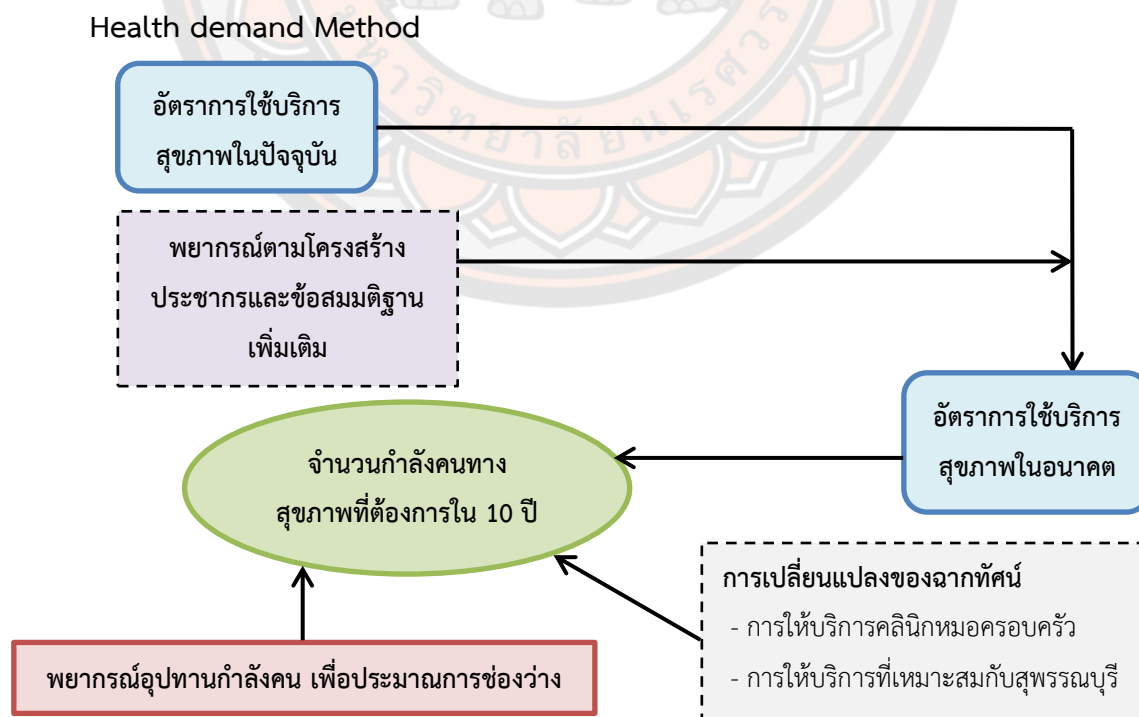 Health demand Method
อัตราการใช้บริการ
สุขภาพในปัจจุบัน
พยากรณ์ตามโครงสร้าง
ประชากรและข้อสมมติฐาน
เพิ่มเติม
อัตราการใช้บริการ
สุขภาพในอนาคต
จำนวนกำลังคนทาง
สุขภาพที่ต้องการใน 10 ปี
การเปลี่ยนแปลงของฉากทัศน์
- การให้บริการคลินิกหมอครอบครัว
- การให้บริการที่เหมาะสมกับสุพรรณบุรี
พยากรณ์อุปทานกำลังคน เพื่อประมาณการช่องว่าง